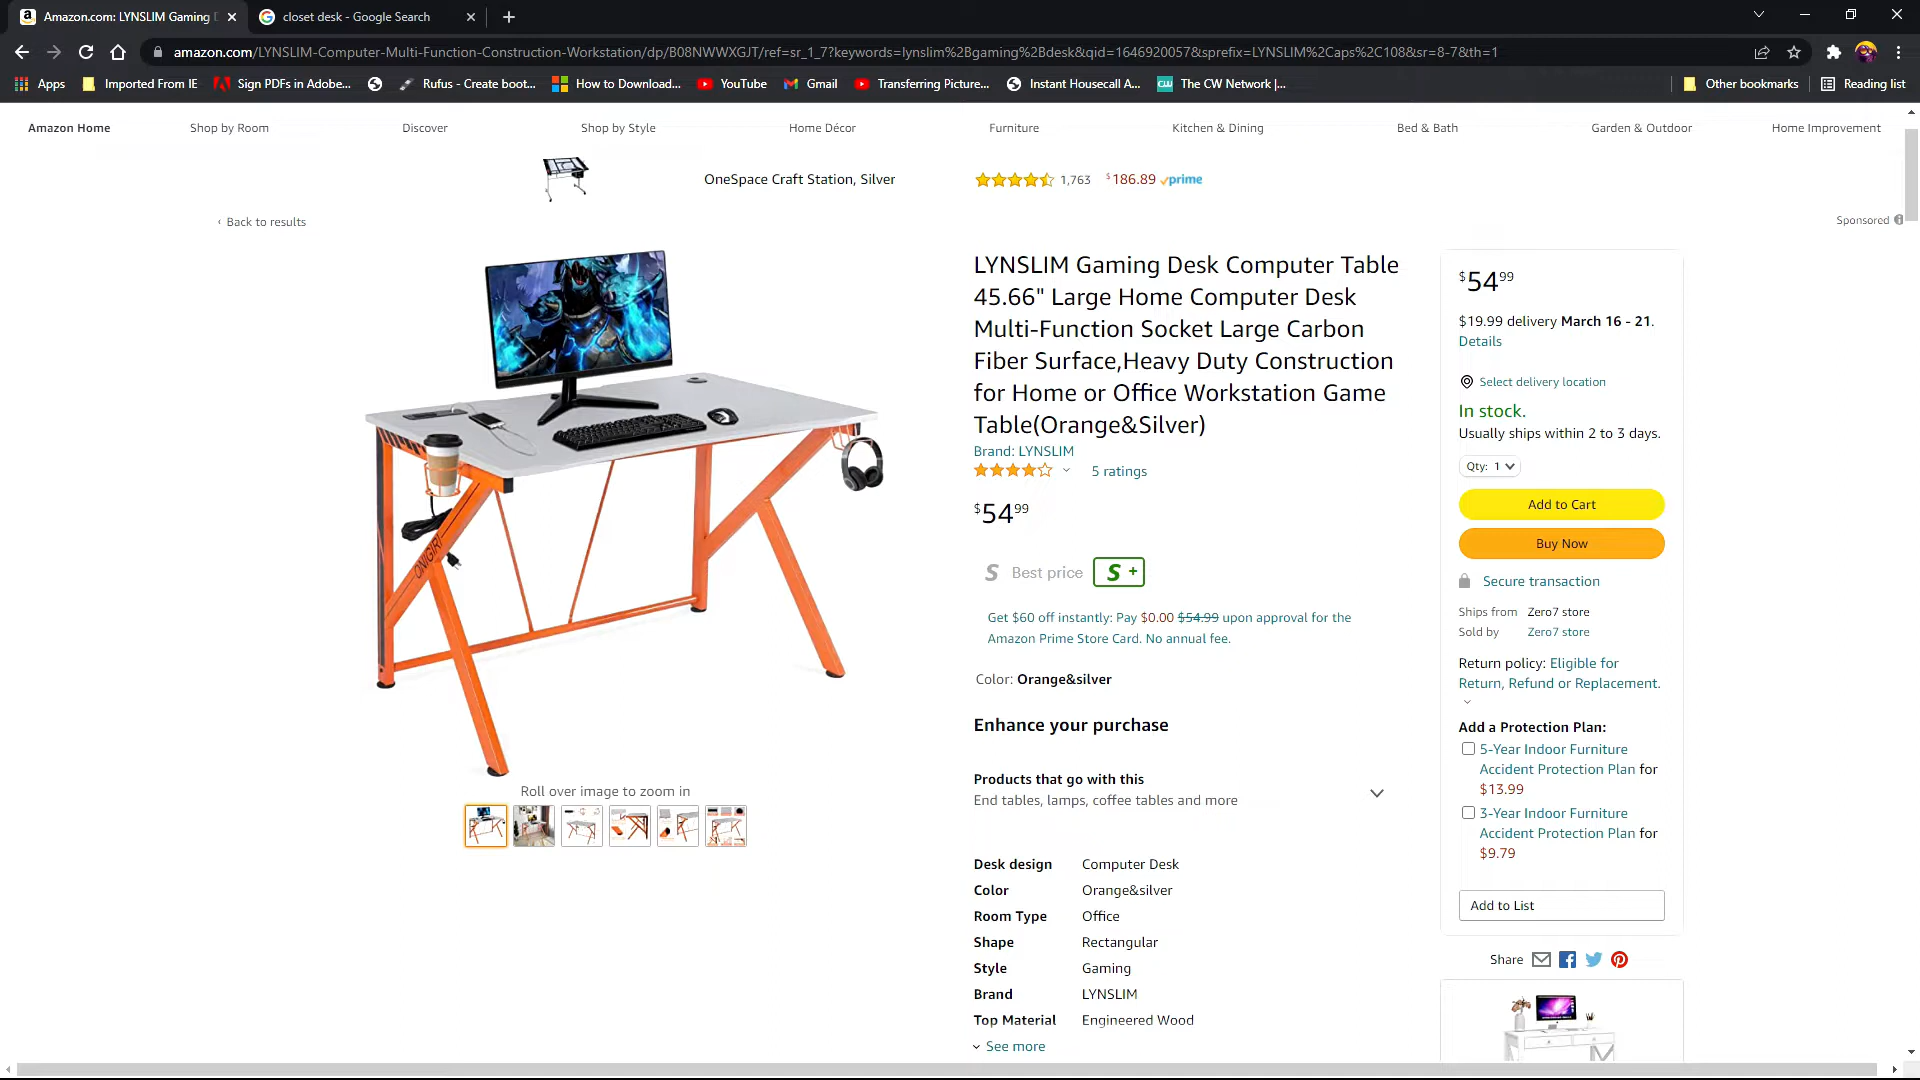 Amazon.com: LYNSLIM Gaming D
closet desk - Google Search
amazon.com/LYNSLIM-Computer-Multi-Function-Construction-Workstation/dp/B08NWWXGJT/ref=sr_1_7?keywords=lynslim%2Bgaming%2Bdesk&qid=1646920057&sprefix=LYNSLIM%2Caps%2C108&sr=8-7&th=1
Apps Imported From IE Sign PDFs in Adobe... Rufus - Create boot... How to Download... YouTube Gmail Transferring Picture... Instant Housecall A... The CW Network |... Other bookmarks Reading list
Amazon Home Shop by Room Discover Shop by Style Home Décor Furniture Kitchen & Dining Bed & Bath Garden & Outdoor Home Improvement
OneSpace Craft Station, Silver 1,763 $186.89 prime
‹ Back to results
Sponsored
LYNSLIM Gaming Desk Computer Table
45.66" Large Home Computer Desk
Multi-Function Socket Large Carbon
Fiber Surface,Heavy Duty Construction
for Home or Office Workstation Game
Table(Orange&Silver)
Brand: LYNSLIM
5 ratings
$54.99
S Best price S +
Get $60 off instantly: Pay $0.00 $54.99 upon approval for the
Amazon Prime Store Card. No annual fee.
Color: Orange&silver
Enhance your purchase
Products that go with this
End tables, lamps, coffee tables and more
Desk design Computer Desk
Color Orange&silver
Room Type Office
Shape Rectangular
Style Gaming
Brand LYNSLIM
Top Material Engineered Wood
See more
ONIGIRI
Roll over image to zoom in
$54.99
$19.99 delivery March 16 - 21.
Details
Select delivery location
In stock.
Usually ships within 2 to 3 days.
Qty: 1
Add to Cart
Buy Now
Secure transaction
Ships from Zero7 store
Sold by Zero7 store
Return policy: Eligible for
Return, Refund or Replacement.
Add a Protection Plan:
5-Year Indoor Furniture
Accident Protection Plan for
$13.99
3-Year Indoor Furniture
Accident Protection Plan for
$9.79
Add to List
Share